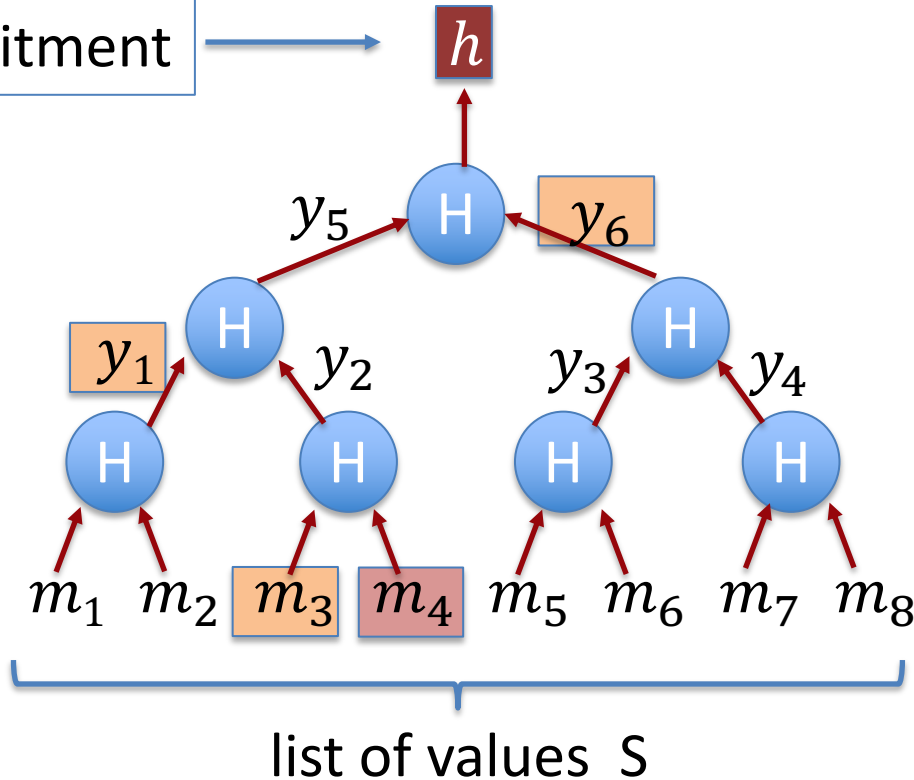 itment
h
H
y₅
y₆
H
H
y₁
y₂
y₃
y₄
H
H
H
H
m₁ m₂ m₃ m₄ m₅ m₆ m₇ m₈
list of values S